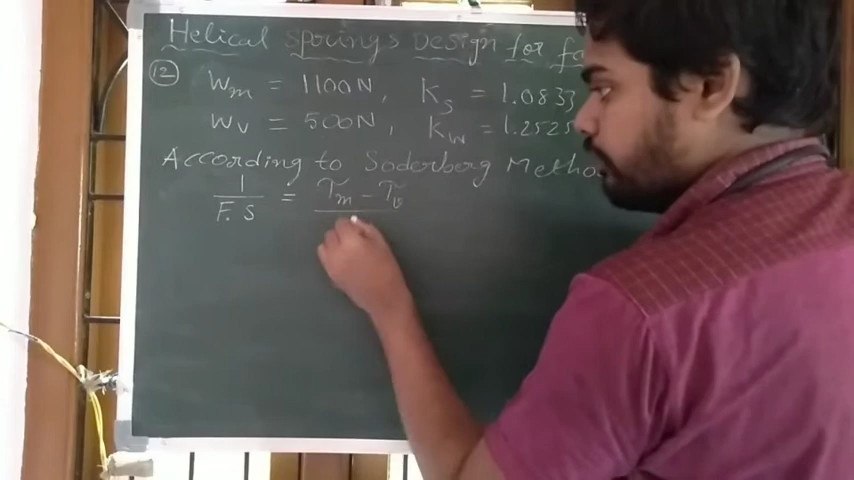 Helical springs Design for
12 Wm = 1100N, Ks = 1.0833
Wv = 500N, Kw = 1.2525
According to Soderberg Metho
1/F.S = τm - τv